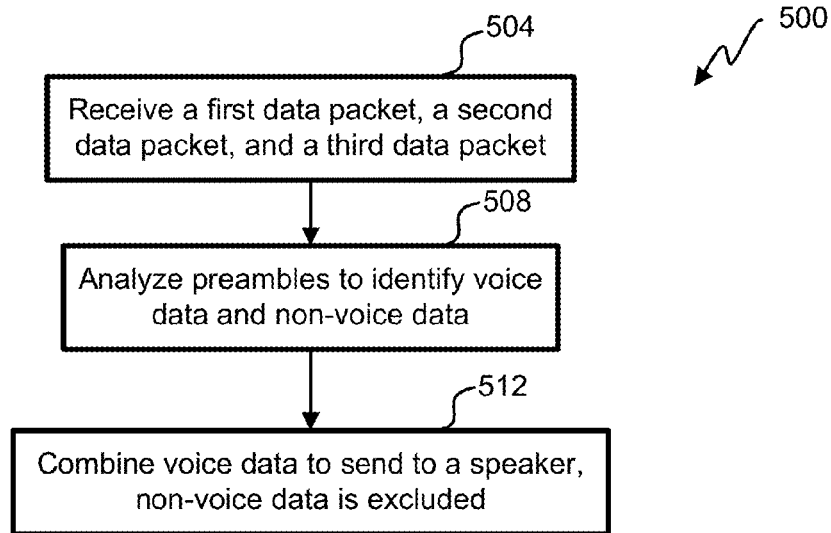 500
504
Receive a first data packet, a second
data packet, and a third data packet
508
Analyze preambles to identify voice
data and non-voice data
512
Combine voice data to send to a speaker,
non-voice data is excluded